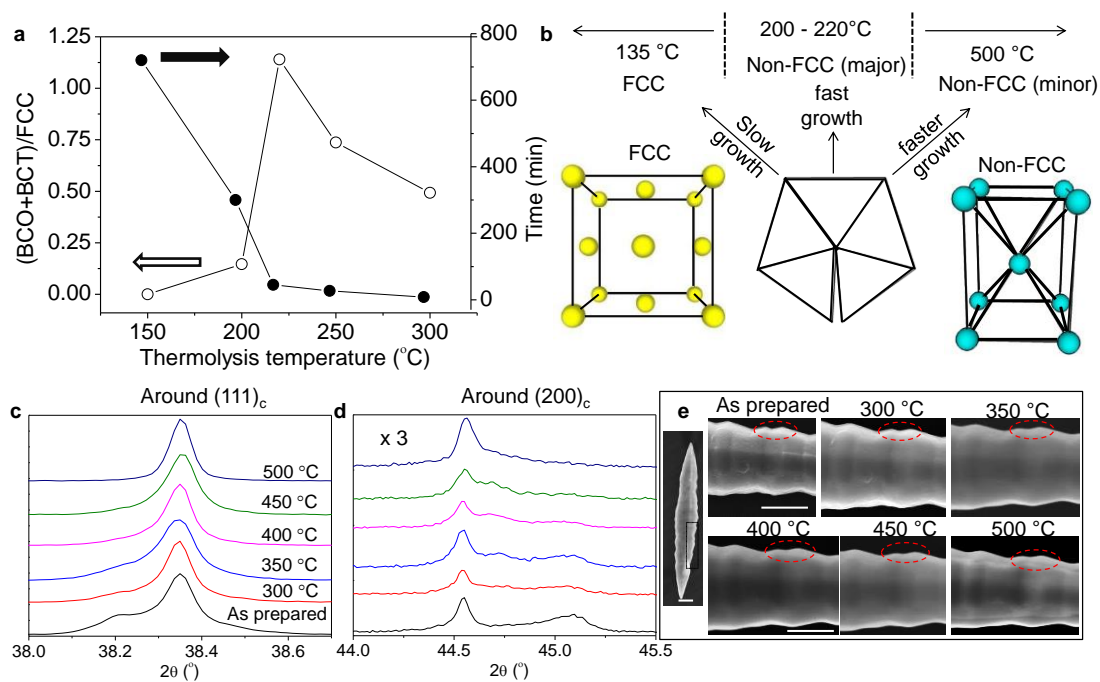 a
1.25
1.00
0.75
0.50
0.25
0.00
(BCO+BCT)/FCC
800
600
400
200
0
Time (min)
150
200
250
300
Thermolysis temperature (°C)
b
200 - 220°C
135 °C
FCC
Non-FCC (major)
fast
growth
500 °C
Non-FCC (minor)
Slow
growth
faster
growth
FCC
Non-FCC
c
Around (111)c
500 °C
450 °C
400 °C
350 °C
300 °C
As prepared
38.0
38.2
38.4
38.6
2θ (°)
d
Around (200)c
x 3
44.0
44.5
45.0
45.5
2θ (°)
e
As prepared
300 °C
350 °C
400 °C
450 °C
500 °C